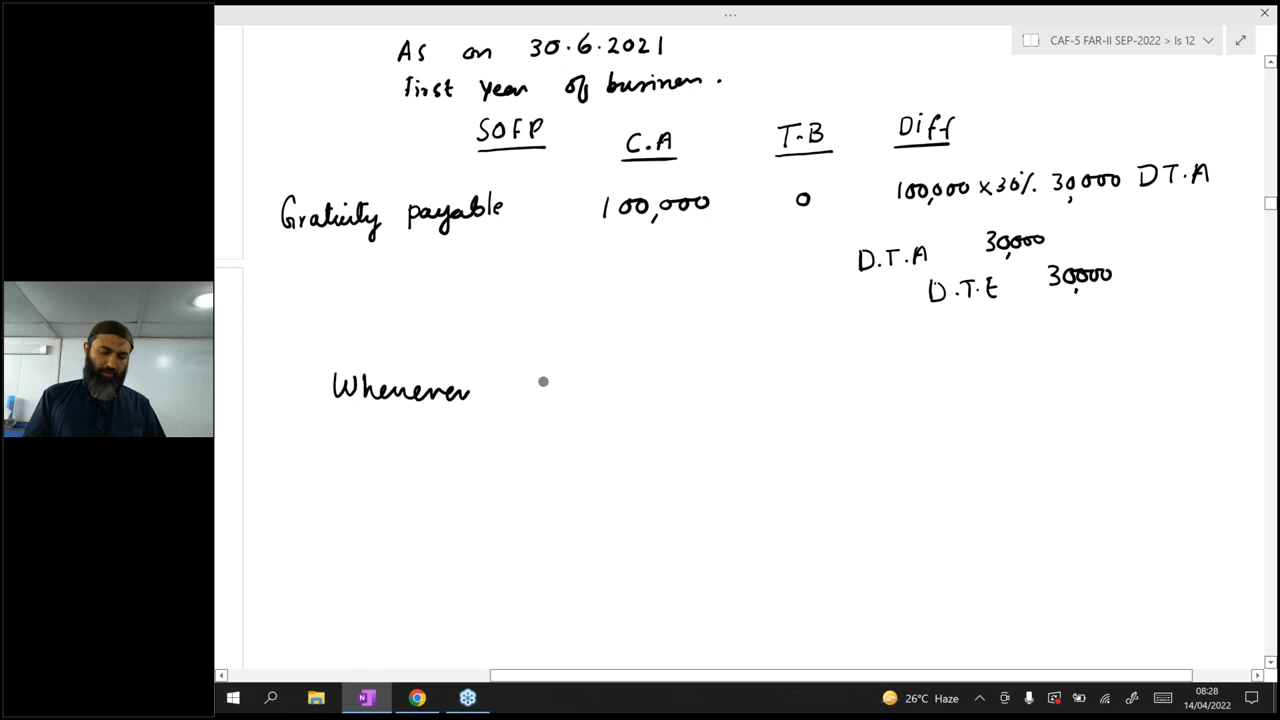 CAF-5 FAR-II SEP-2022 > Is 12
As on 30.6.2021
First year of business.
SOFP C.A T.B Diff
Gratuity payable 100,000 0 100,000 x 30% 30,000 D T.A
D.T.A 30,000
D.T.E 30,000
Whenever
26°C Haze 08:28
14/04/2022